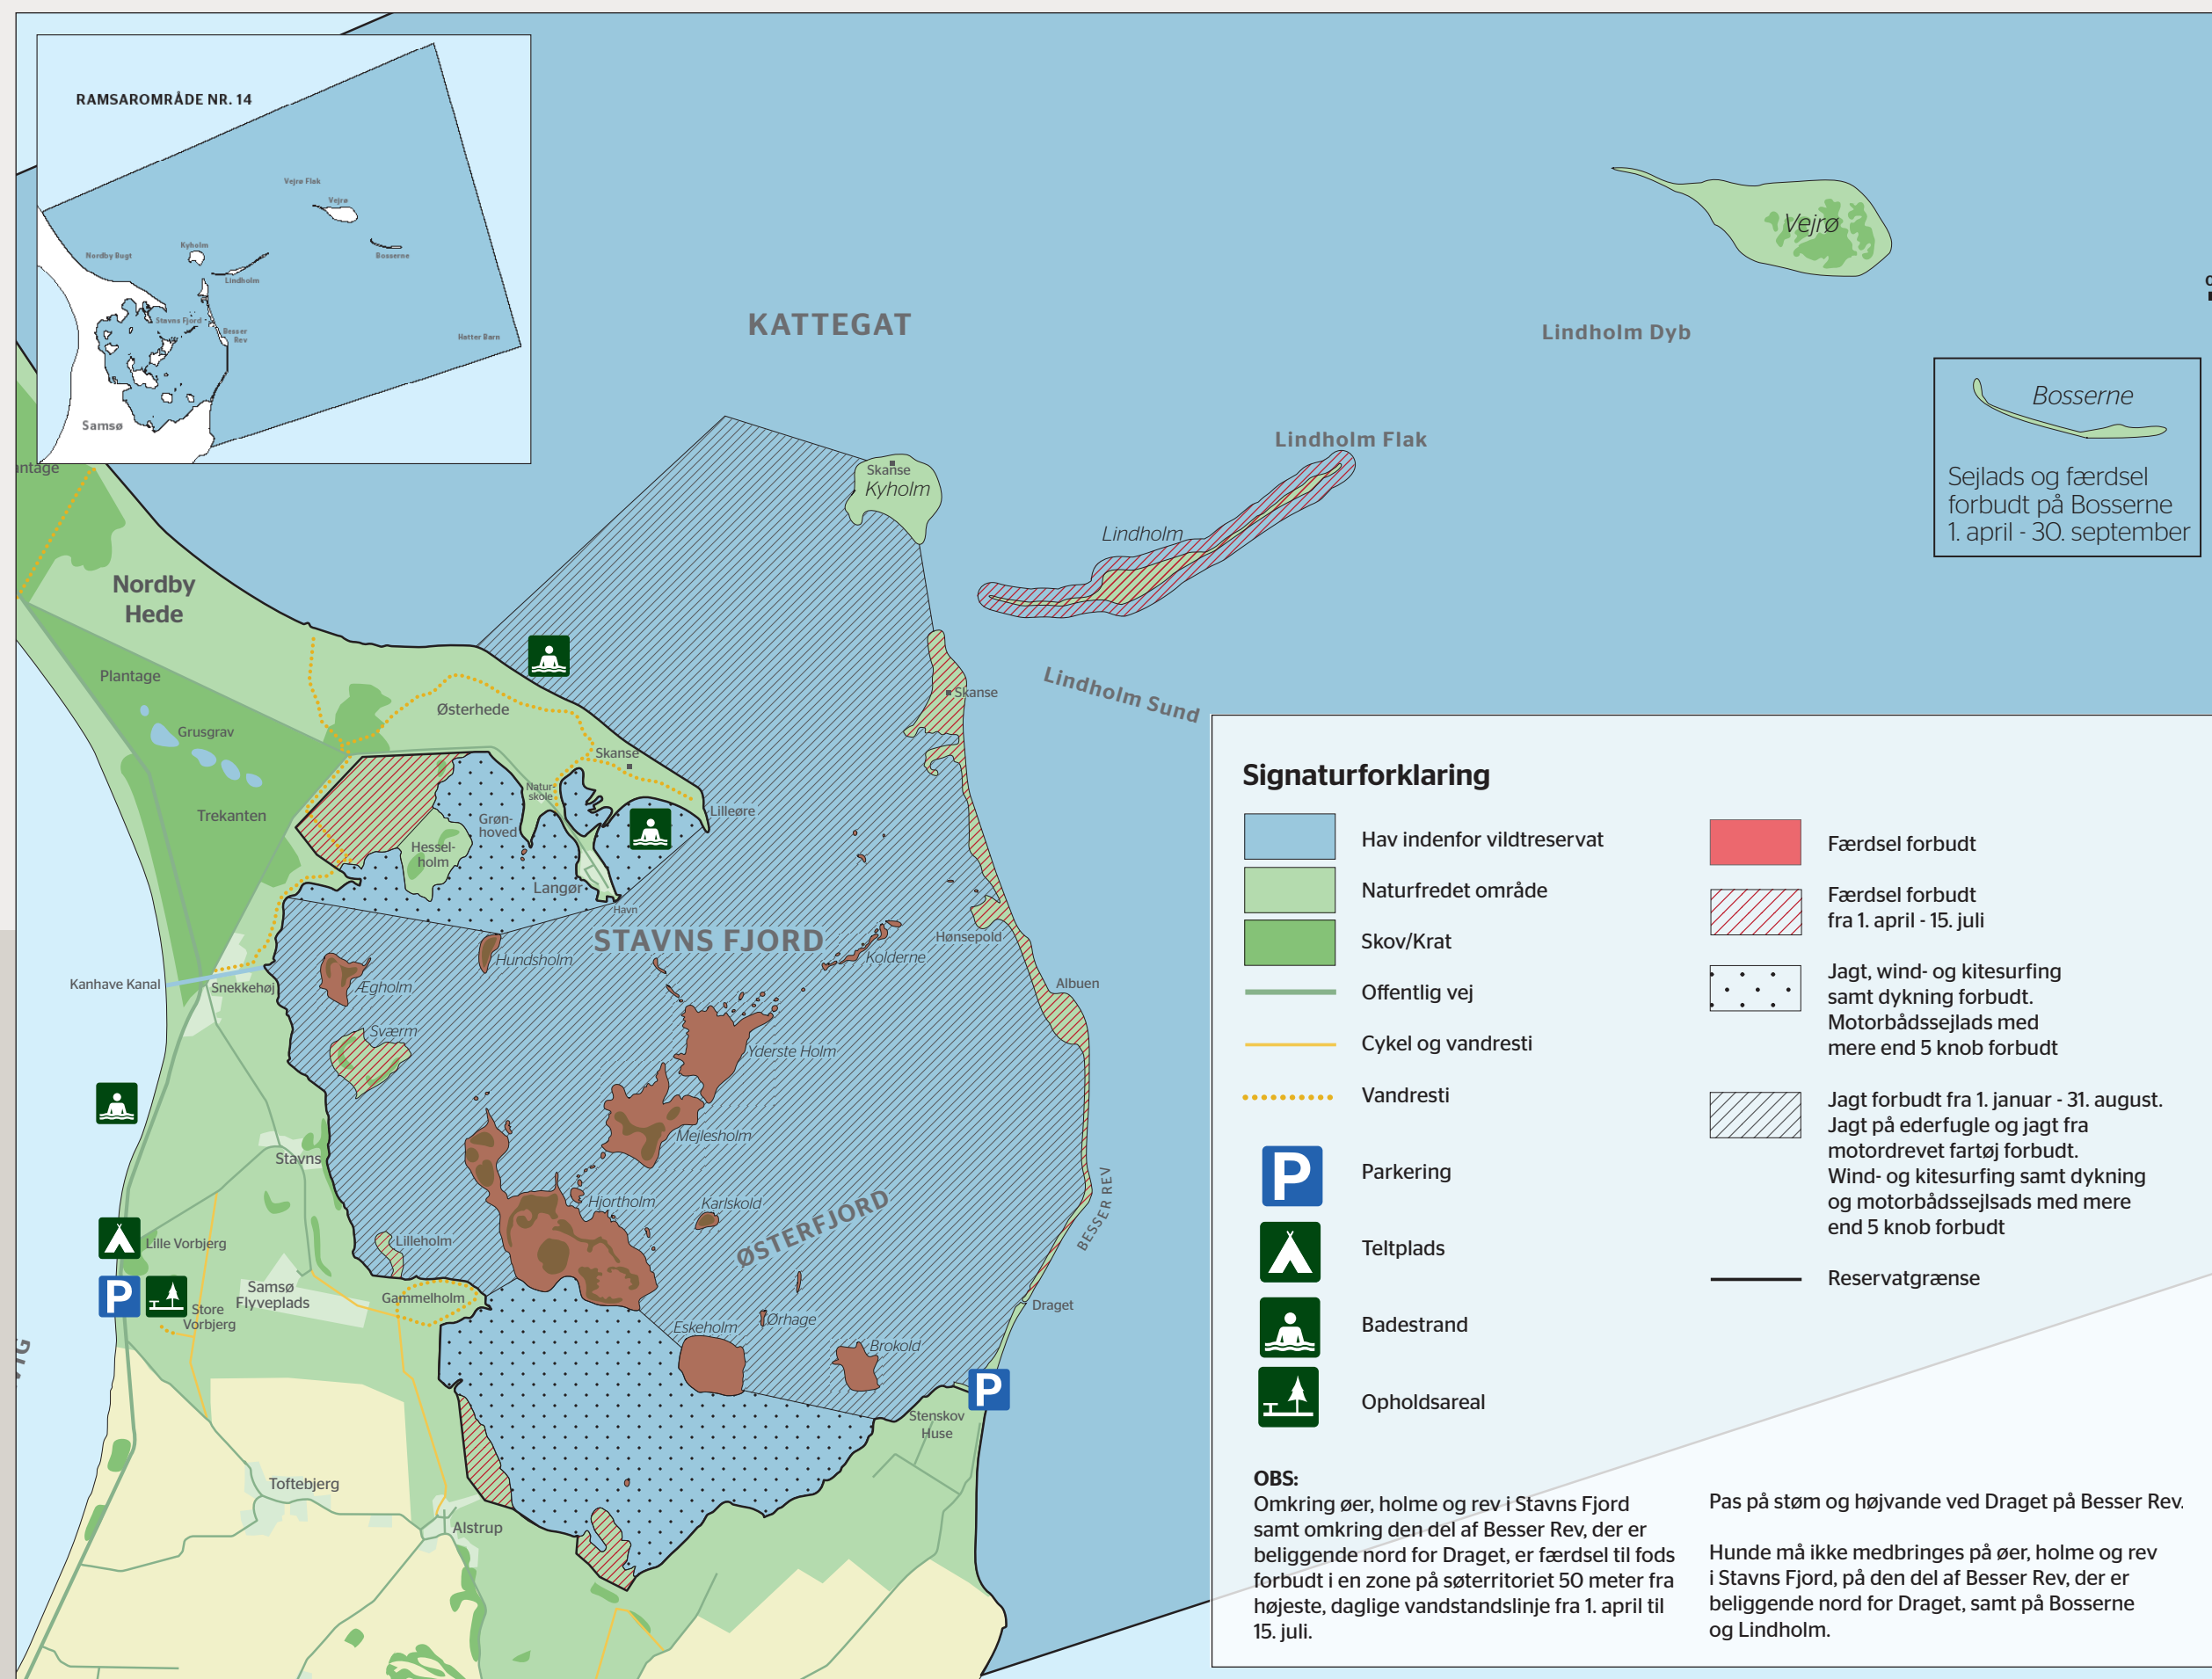 RAMSAROMRÅDE NR. 14
Vejrø Flak
Vejrø
Kyholm
Nordby Bugt
Bosserne
Lindholm
Stavns Fjord
Besser
Rev
Hatter Barn
Samsø
KATTEGAT
Vejrø
Lindholm Dyb
Bosserne
Sejlads og færdsel
forbudt på Bosserne
1. april - 30. september
Lindholm Flak
Skanse
Kyholm
Lindholm
Lindholm Sund
Nordby
Hede
Plantage
Grusgrav
Østerhede
Skanse
Skanse
Natur-
skole
Lilleøre
Trekanten
Grøn-
hoved
Hessel-
holm
Langør
Havn
STAVNS FJORD
Hønsepold
Kolderne
Hundsholm
Kanhave Kanal
Snekkehøj
Ægholm
Albuen
Sværm
Yderste Holm
Mejlesholm
Stavns
Hjortholm
Karlskold
ØSTERFJORD
BESSER REV
Lille Vorbjerg
Lilleholm
Samsø
Flyveplads
Gammelholm
Store
Vorbjerg
Draget
Eskeholm
Ørhage
Brokold
Stenskov
Huse
Toftebjerg
Alstrup
Signaturforklaring
Hav indenfor vildtreservat
Naturfredet område
Skov/Krat
Offentlig vej
Cykel og vandresti
Vandresti
P
Parkering
Teltplads
Badestrand
Opholdsareal
Færdsel forbudt
Færdsel forbudt
fra 1. april - 15. juli
Jagt, wind- og kitesurfing
samt dykning forbudt.
Motorbådssejlads med
mere end 5 knob forbudt
Jagt forbudt fra 1. januar - 31. august.
Jagt på ederfugle og jagt fra
motordrevet fartøj forbudt.
Wind- og kitesurfing samt dykning
og motorbådssejlsads med mere
end 5 knob forbudt
Reservatgrænse
OBS:
Omkring øer, holme og rev i Stavns Fjord
samt omkring den del af Besser Rev, der er
beliggende nord for Draget, er færdsel til fods
forbudt i en zone på søterritoriet 50 meter fra
højeste, daglige vandstandslinje fra 1. april til
15. juli.
Pas på støm og højvande ved Draget på Besser Rev.
Hunde må ikke medbringes på øer, holme og rev
i Stavns Fjord, på den del af Besser Rev, der er
beliggende nord for Draget, samt på Bosserne
og Lindholm.
P
P